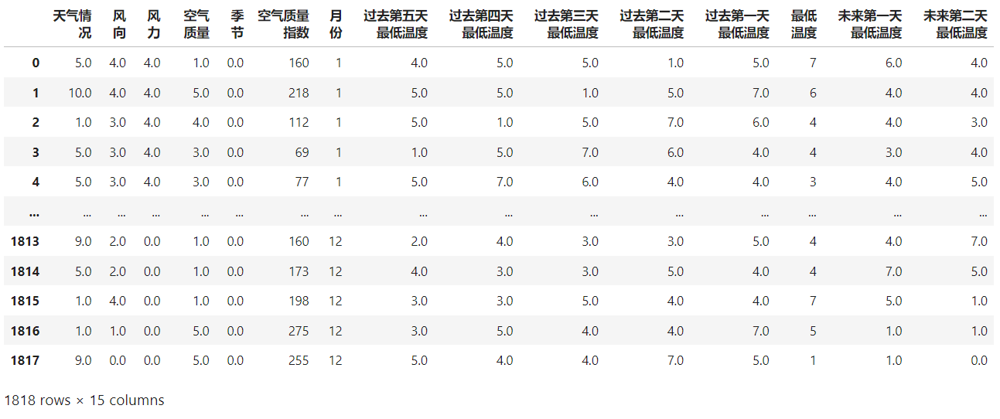 天气情况 风向 风力 空气质量 季节 空气质量指数 月份 过去第五天最低温度 过去第四天最低温度 过去第三天最低温度 过去第二天最低温度 过去第一天最低温度 最低温度 未来第一天最低温度 未来第二天最低温度
0 5.0 4.0 4.0 1.0 0.0 160 1 4.0 5.0 5.0 1.0 5.0 7 6.0 4.0
1 10.0 4.0 4.0 5.0 0.0 218 1 5.0 5.0 1.0 5.0 7.0 6 4.0 4.0
2 1.0 3.0 4.0 4.0 0.0 112 1 5.0 1.0 5.0 7.0 6.0 4 4.0 3.0
3 5.0 3.0 4.0 3.0 0.0 69 1 1.0 5.0 7.0 6.0 4.0 4 3.0 4.0
4 5.0 3.0 4.0 3.0 0.0 77 1 5.0 7.0 6.0 4.0 4.0 3 4.0 5.0
... ... ... ... ... ... ... ... ... ... ... ... ... ... ... ...
1813 9.0 2.0 0.0 1.0 0.0 160 12 2.0 4.0 3.0 3.0 5.0 4 4.0 7.0
1814 5.0 2.0 0.0 1.0 0.0 173 12 4.0 3.0 3.0 5.0 4.0 4 7.0 5.0
1815 1.0 4.0 0.0 1.0 0.0 198 12 3.0 3.0 5.0 4.0 4.0 7 5.0 1.0
1816 1.0 1.0 0.0 5.0 0.0 275 12 3.0 5.0 4.0 4.0 7.0 5 1.0 1.0
1817 9.0 0.0 0.0 5.0 0.0 255 12 5.0 4.0 4.0 7.0 5.0 1 1.0 0.0
1818 rows × 15 columns